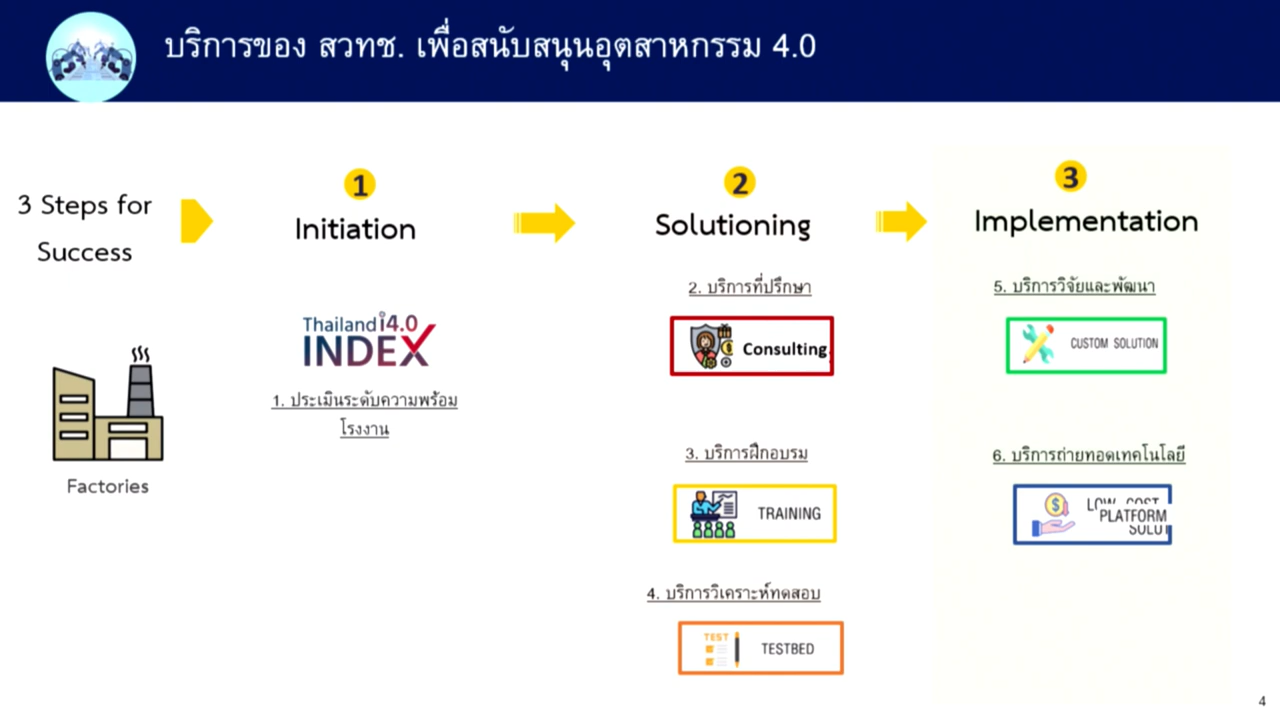 บริการของ สวทช. เพื่อสนับสนุนอุตสาหกรรม 4.0
3 Steps for
Success
Factories
1
Initiation
Thailand i4.0
INDEX
1. ประเมินระดับความพร้อม
โรงงาน
2
Solutioning
2. บริการที่ปรึกษา
Consulting
3. บริการฝึกอบรม
TRAINING
4. บริการวิเคราะห์ทดสอบ
TEST
TESTBED
3
Implementation
5. บริการวิจัยและพัฒนา
CUSTOM SOLUTION
6. บริการถ่ายทอดเทคโนโลยี
PLATFORM
4